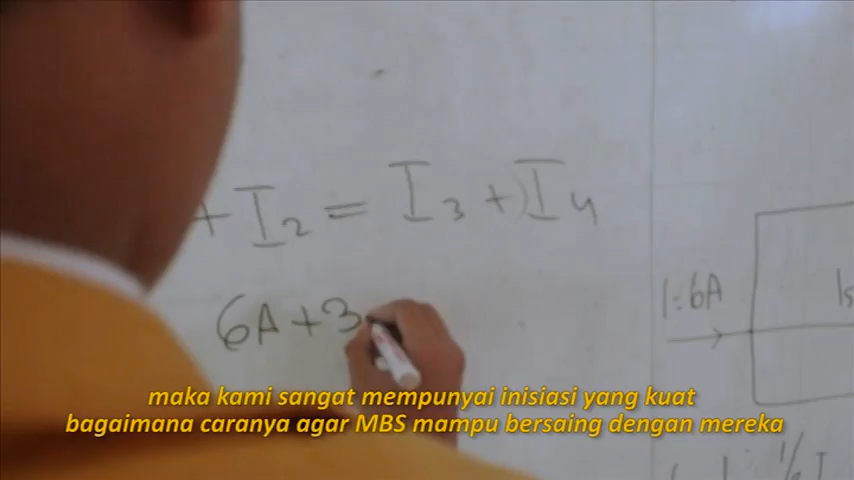 + I2 = I3 + I4
6A + 3
I = 6A
maka kami sangat mempunyai inisiasi yang kuat
bagaimana caranya agar MBS mampu bersaing dengan mereka